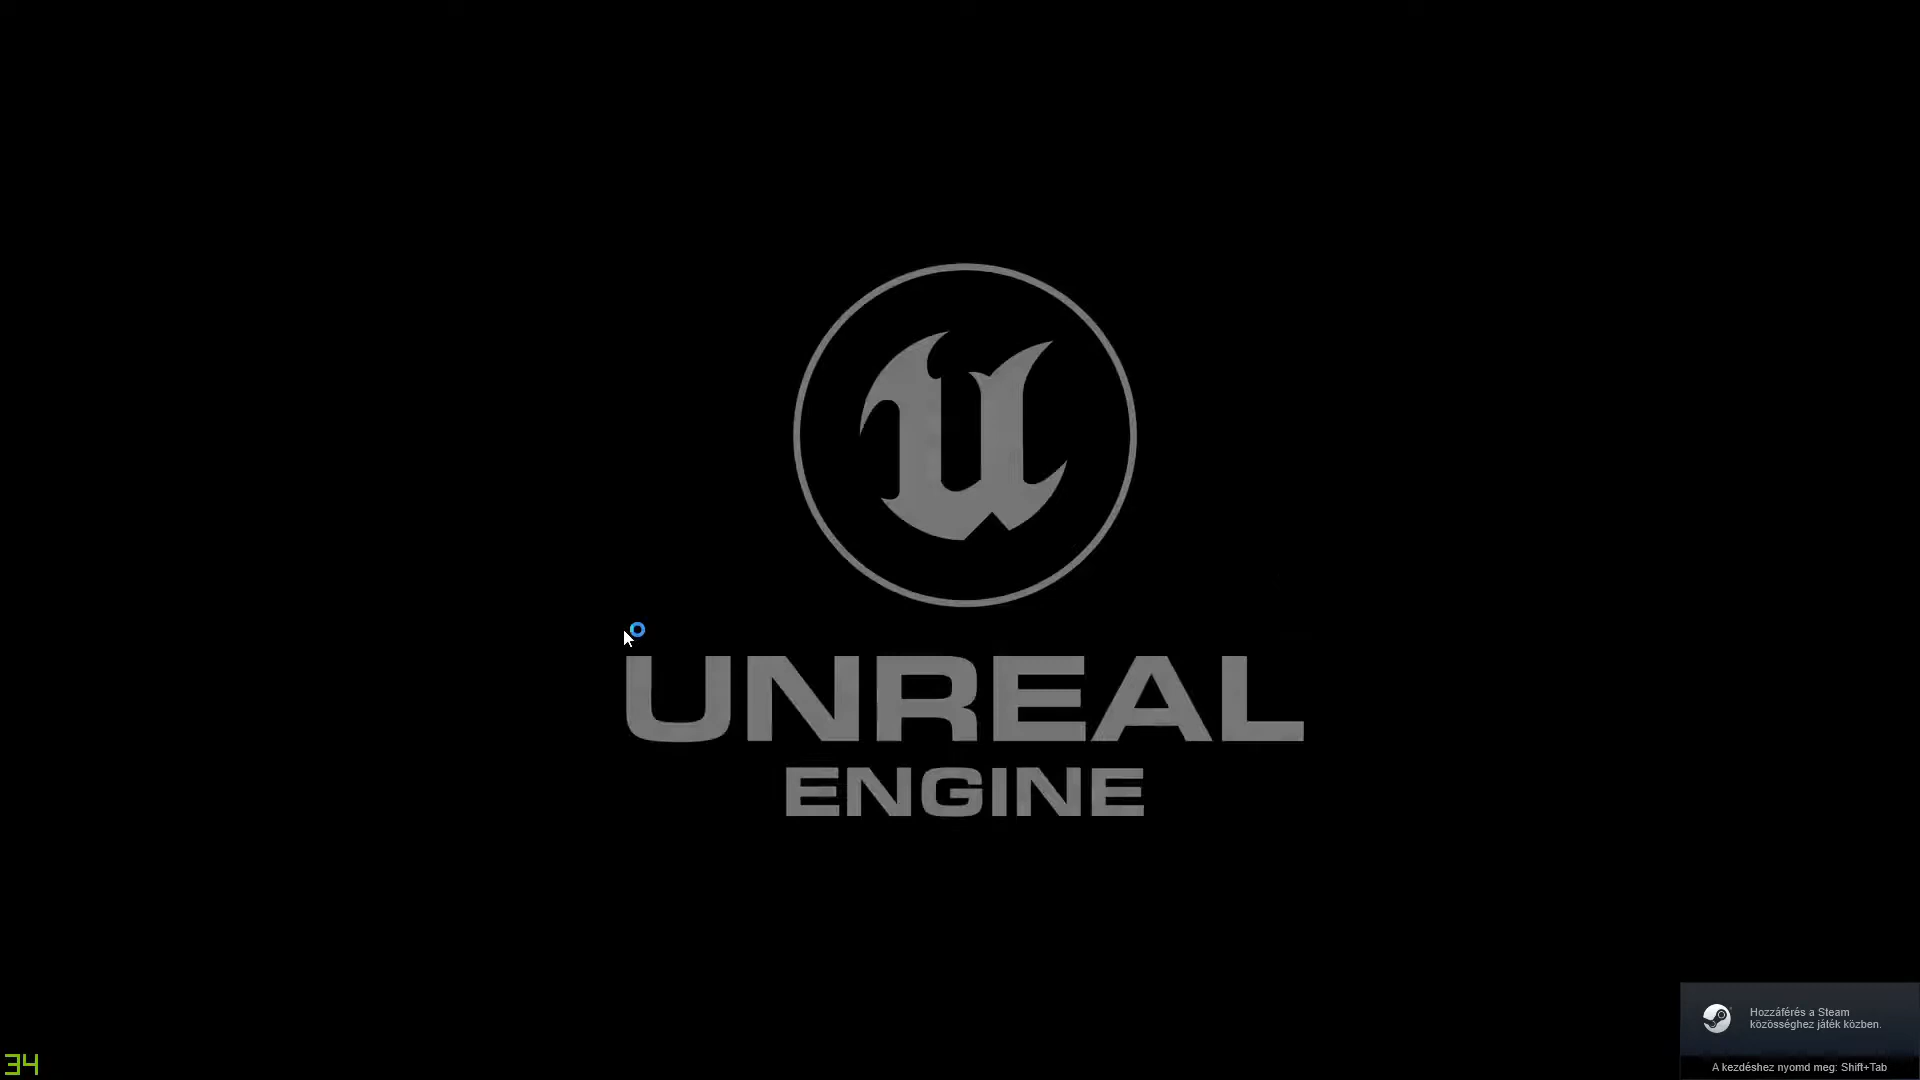 UNREAL
ENGINE
Hozzáférés a Steam
közösséghez játék közben.
A kezdéshez nyomd meg: Shift+Tab
34